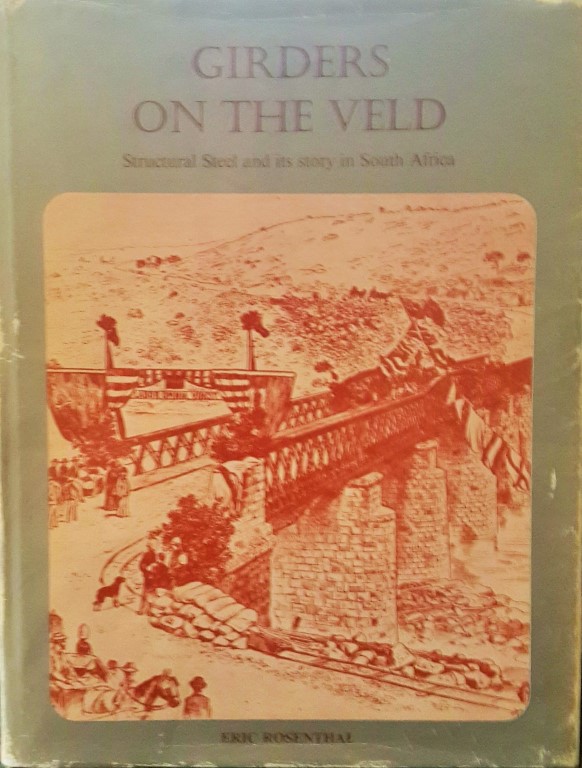 GIRDERS
ON THE VELD
Structural Steel and its story in South Africa
ERIC ROSENTHAL